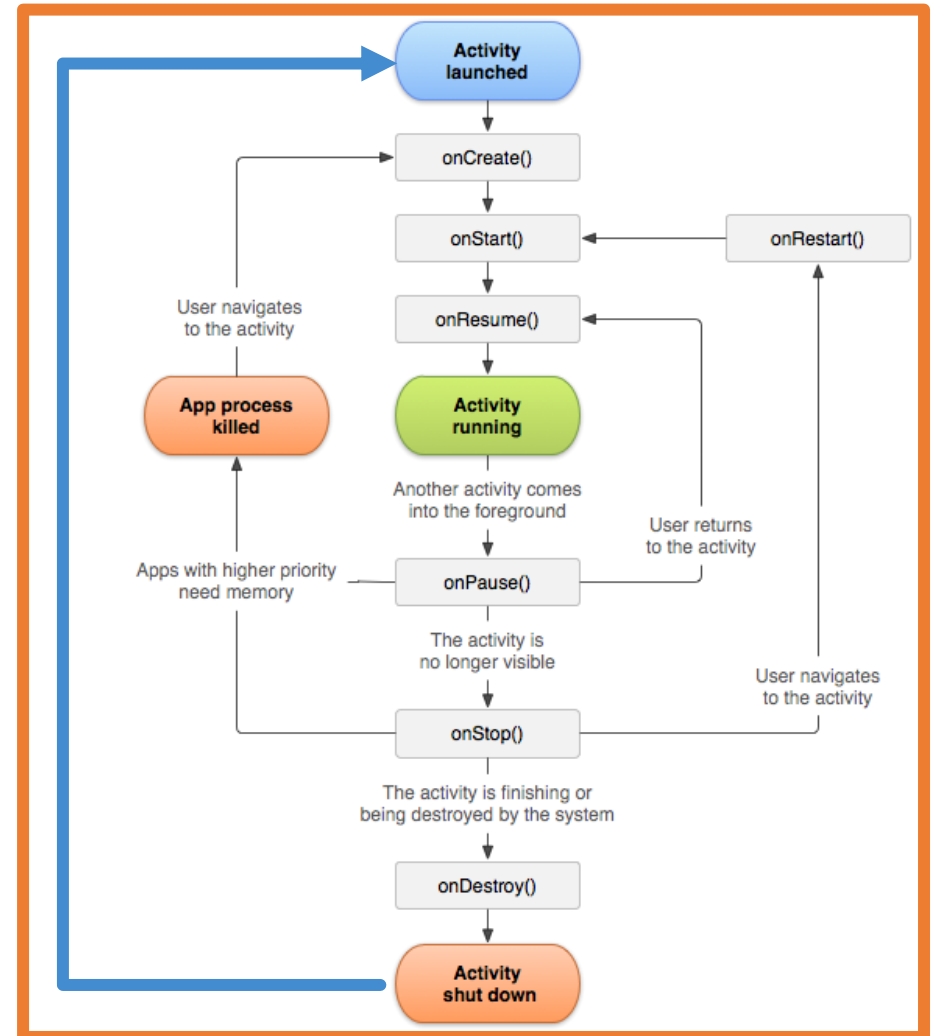 Activity
launched
onCreate()
onStart()
onRestart()
User navigates
to the activity
onResume()
App process
killed
Activity
running
Another activity comes
into the foreground
User returns
to the activity
Apps with higher priority
need memory
onPause()
The activity is
no longer visible
User navigates
to the activity
onStop()
The activity is finishing or
being destroyed by the system
onDestroy()
Activity
shut down